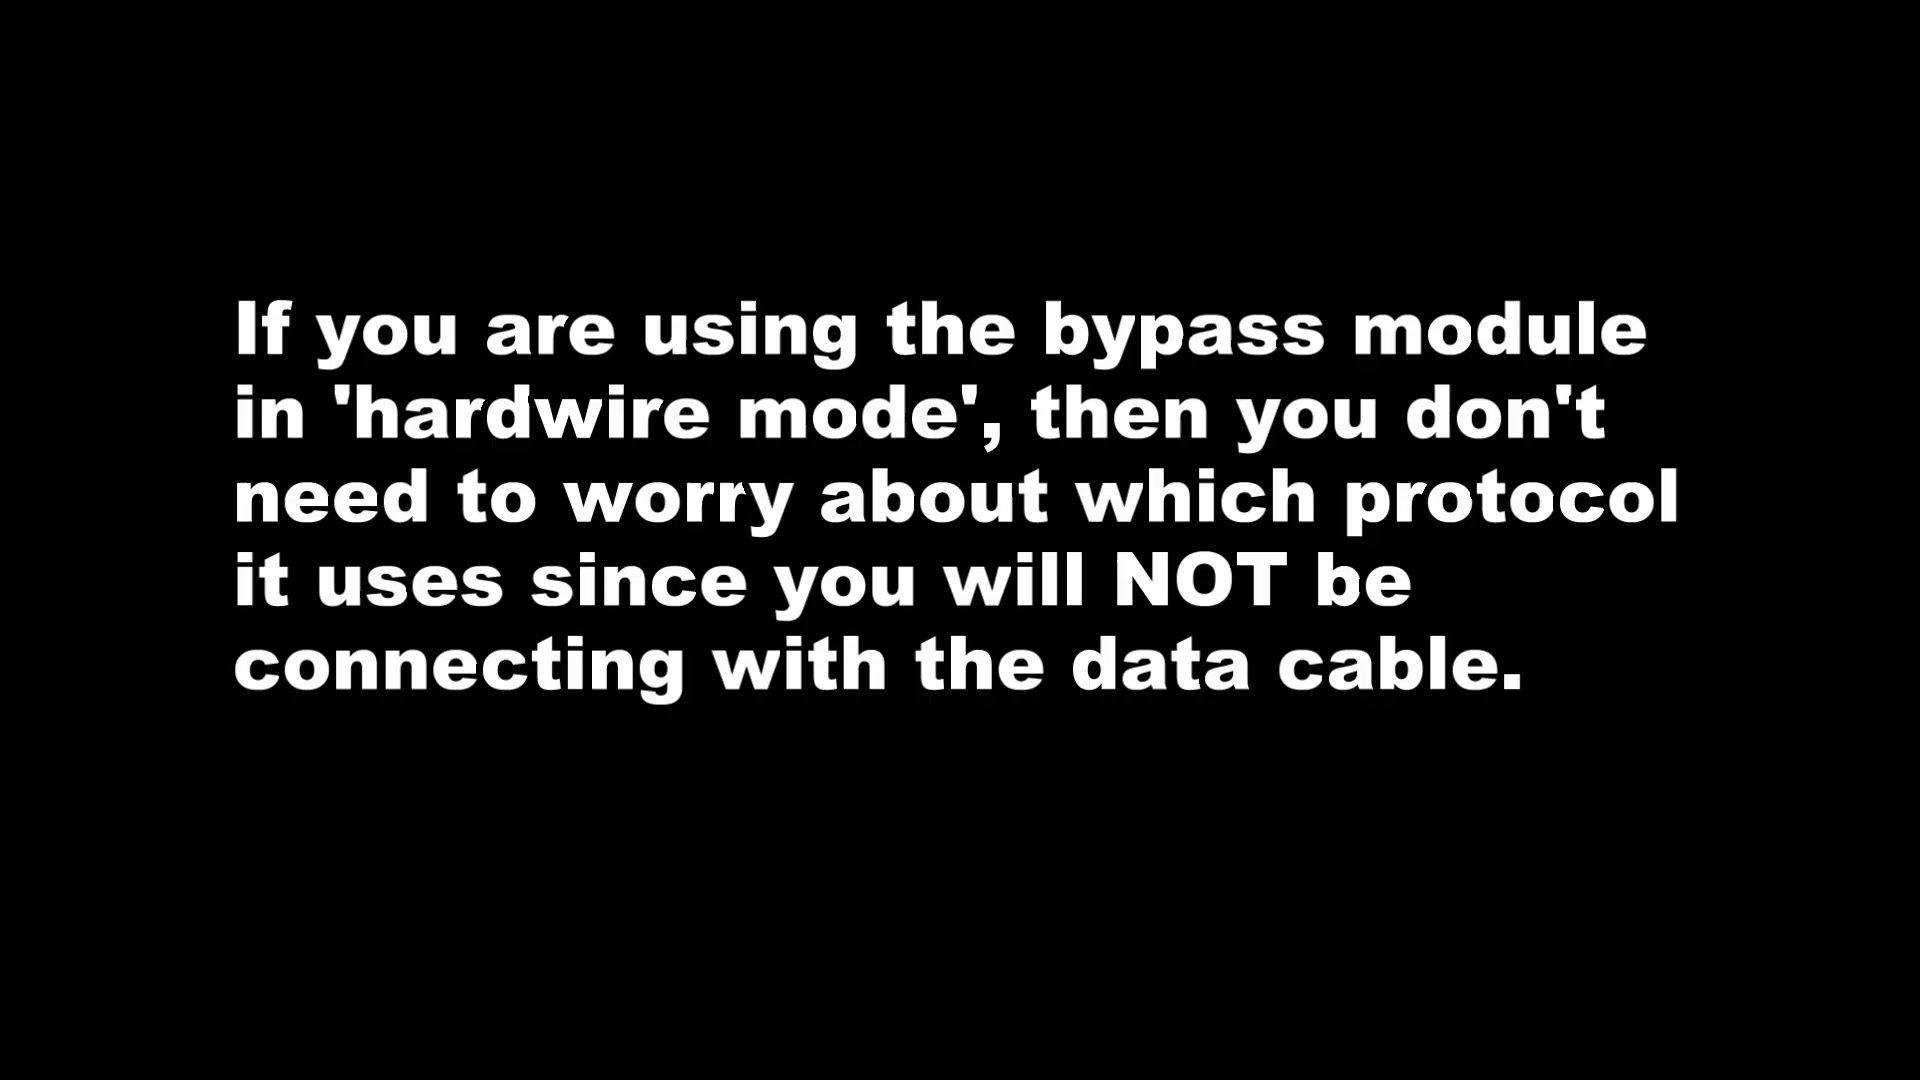 If you are using the bypass module
in 'hardwire mode', then you don't
need to worry about which protocol
it uses since you will NOT be
connecting with the data cable.